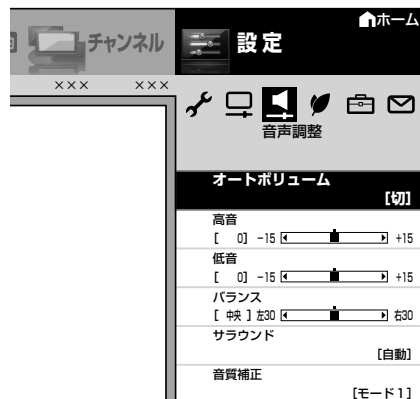 チャンネル
設定
ホーム
××× ×××
音声調整
オートボリューム
[切]
高音
[ 0] -15 +15
低音
[ 0] -15 +15
バランス
[ 中央 ] 左30 右30
サラウンド
[自動]
音質補正
[モード1]